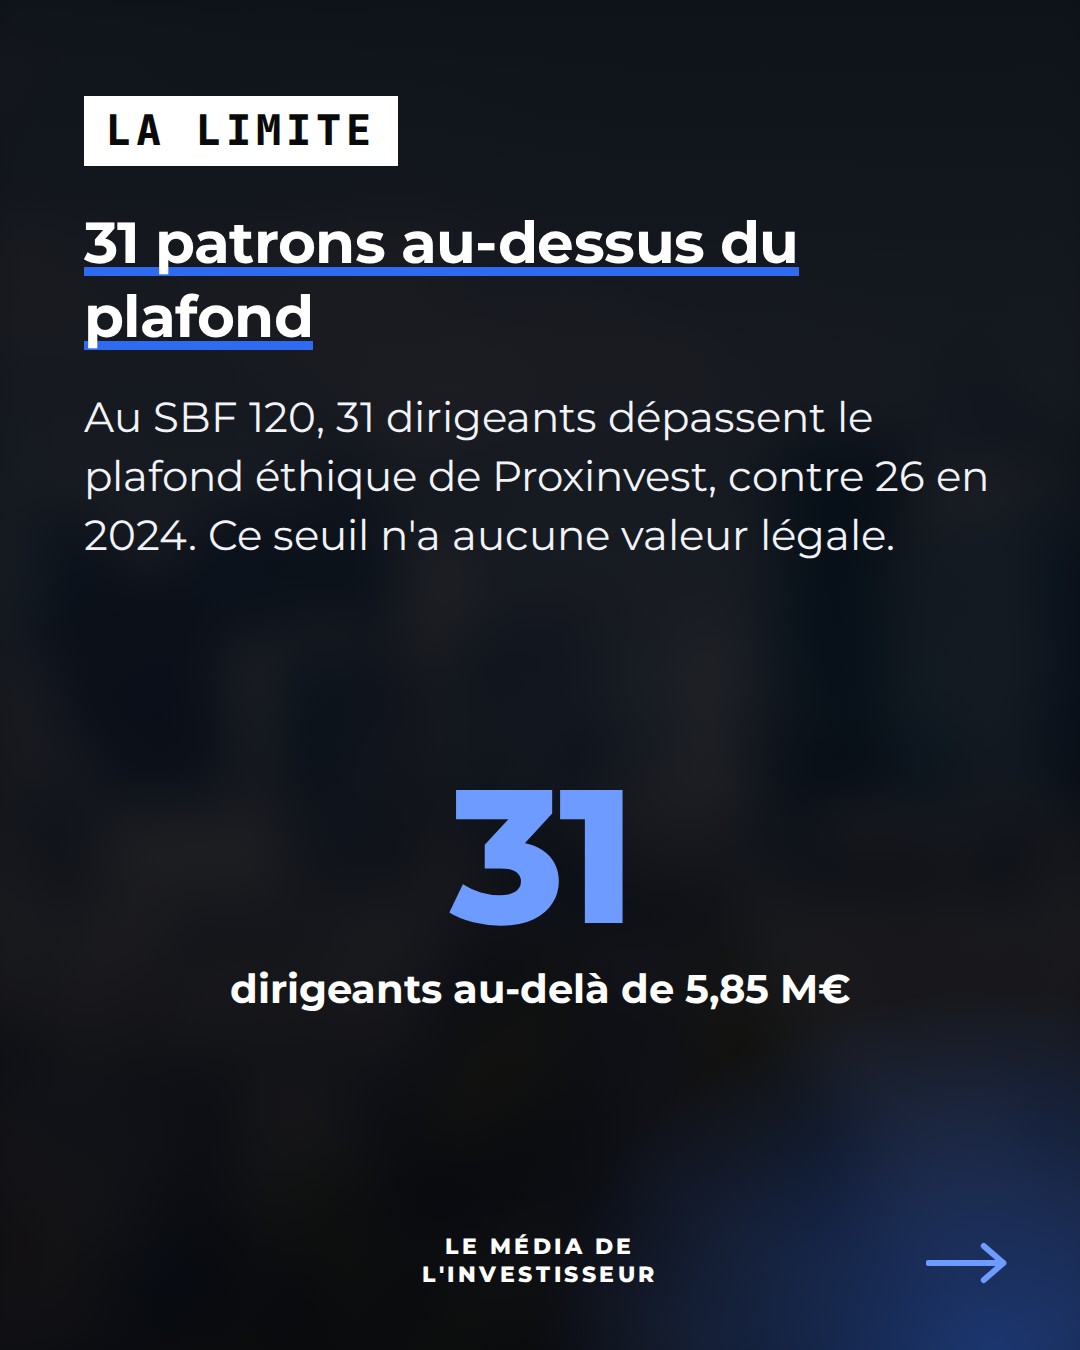 LA LIMITE
31 patrons au-dessus du
plafond
Au SBF 120, 31 dirigeants dépassent le
plafond éthique de Proxinvest, contre 26 en
2024. Ce seuil n'a aucune valeur légale.
31
dirigeants au-delà de 5,85 M€
LE MÉDIA DE
L'INVESTISSEUR